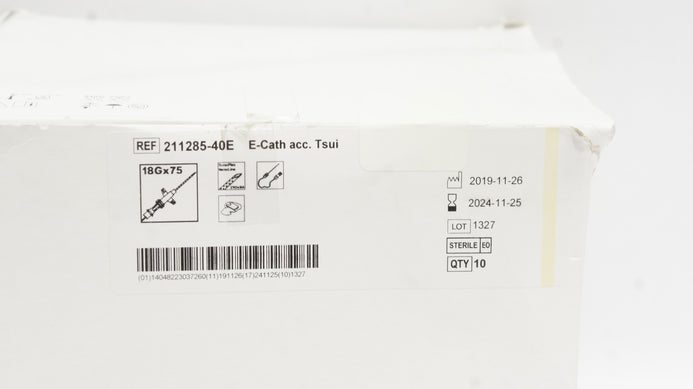 REF 211285-40E E-Cath acc. Tsui
18Gx75
2019-11-26
2024-11-25
LOT 1327
STERILE EO
QTY 10
(01)14048223037260(11)191126(17)241125(10)1327